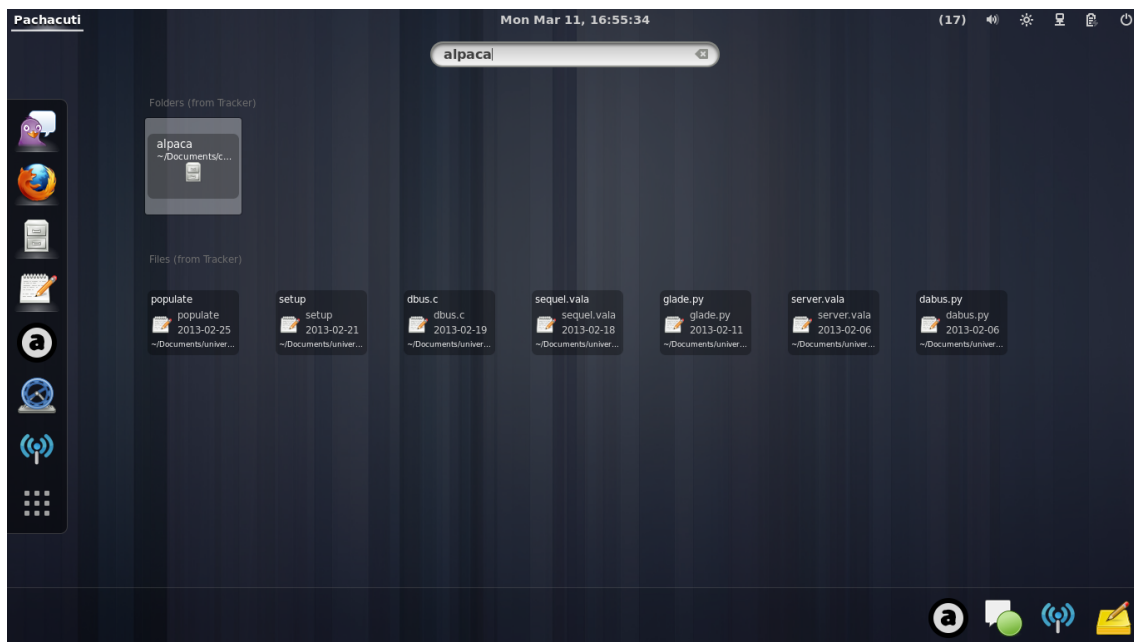 Pachacuti Mon Mar 11, 16:55:34 (17)
alpaca
Folders (from Tracker)
alpaca
~/Documents/c...
Files (from Tracker)
populate
populate
2013-02-25
~/Documents/univer...
setup
setup
2013-02-21
~/Documents/univer...
dbus.c
dbus.c
2013-02-19
~/Documents/univer...
sequel.vala
sequel.vala
2013-02-18
~/Documents/univer...
glade.py
glade.py
2013-02-11
~/Documents/univer...
server.vala
server.vala
2013-02-06
~/Documents/univer...
dabus.py
dabus.py
2013-02-06
~/Documents/univer...
a
a